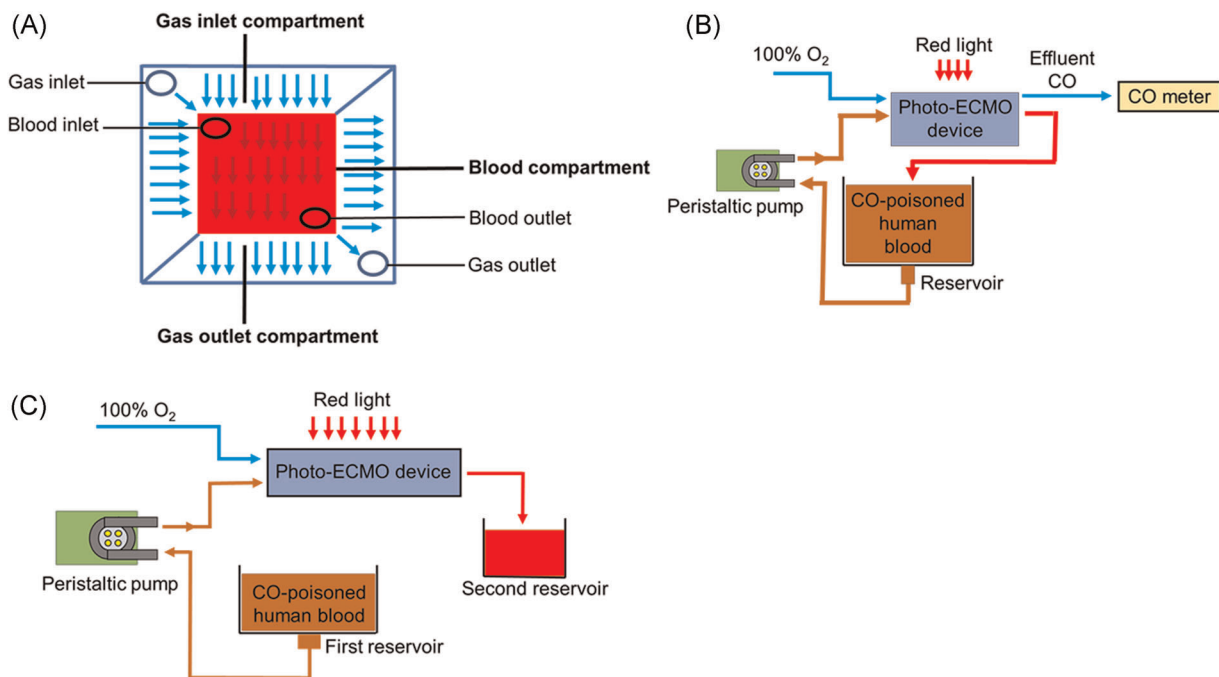 (A)
Gas inlet compartment
Gas inlet
Blood inlet
Blood compartment
Blood outlet
Gas outlet
Gas outlet compartment
(B)
100% O₂
Red light
Effluent
CO
Photo-ECMO
device
CO meter
Peristaltic pump
CO-poisoned
human
blood
Reservoir
(C)
100% O₂
Red light
Photo-ECMO device
Peristaltic pump
CO-poisoned
human blood
First reservoir
Second reservoir